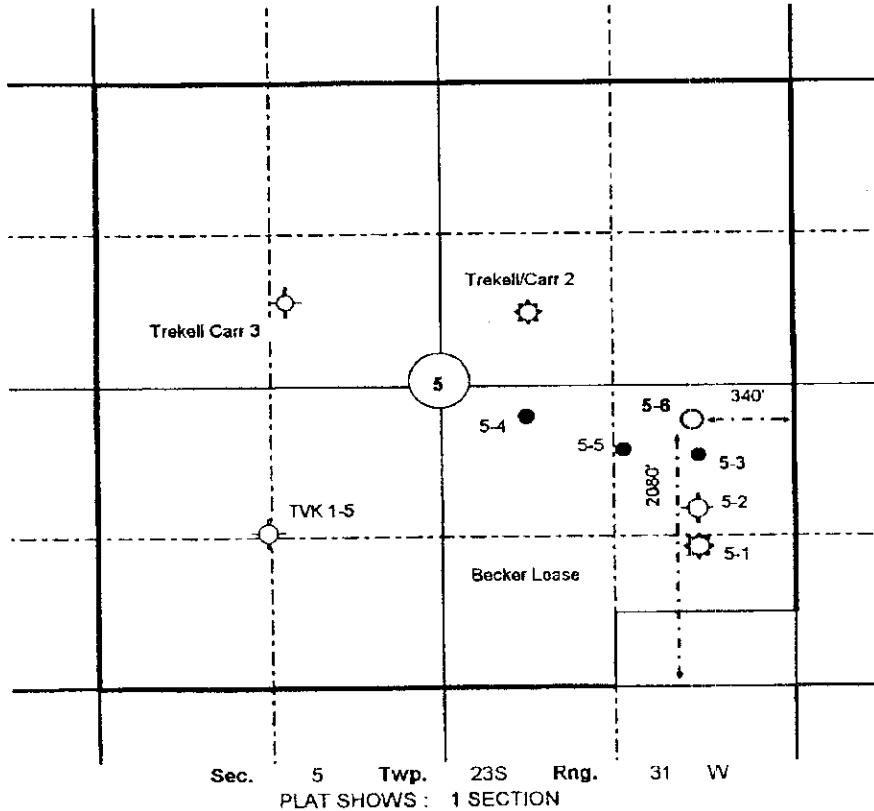 Trekell/Carr 2
Trekell Carr 3
5
5-6
340'
5-4
5-5
5-3
2080'
5-2
TVK 1-5
5-1
Becker Lease
Sec. 5 Twp. 23S Rng. 31 W
PLAT SHOWS : 1 SECTION